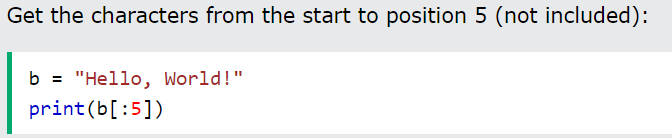 Get the characters from the start to position 5 (not included):
b = "Hello, World!"
print(b[:5])